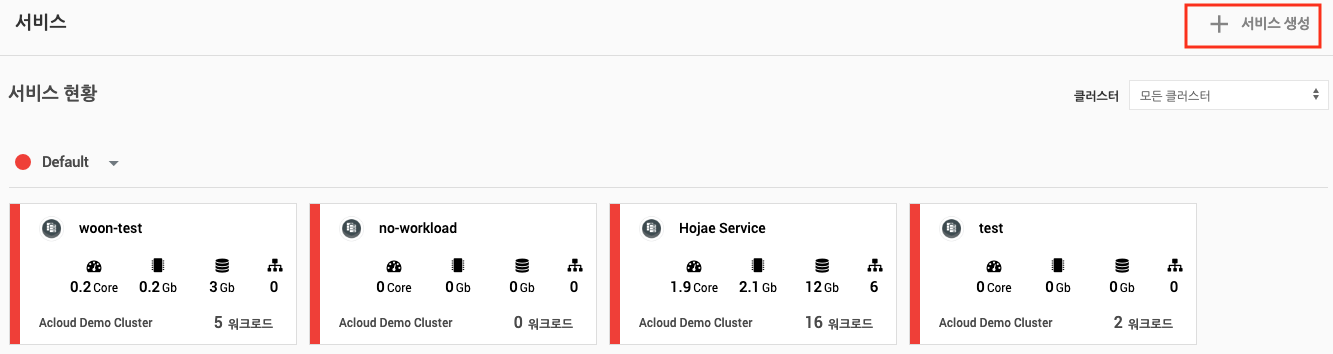 서비스
서비스 생성
서비스 현황
클러스터 모든 클러스터
Default
woon-test
0.2 Core 0.2 Gb 3 Gb 0
Acloud Demo Cluster 5 워크로드
no-workload
0 Core 0 Gb 0 Gb 0
Acloud Demo Cluster 0 워크로드
Hojae Service
1.9 Core 2.1 Gb 12 Gb 6
Acloud Demo Cluster 16 워크로드
test
0 Core 0 Gb 0 Gb 0
Acloud Demo Cluster 2 워크로드